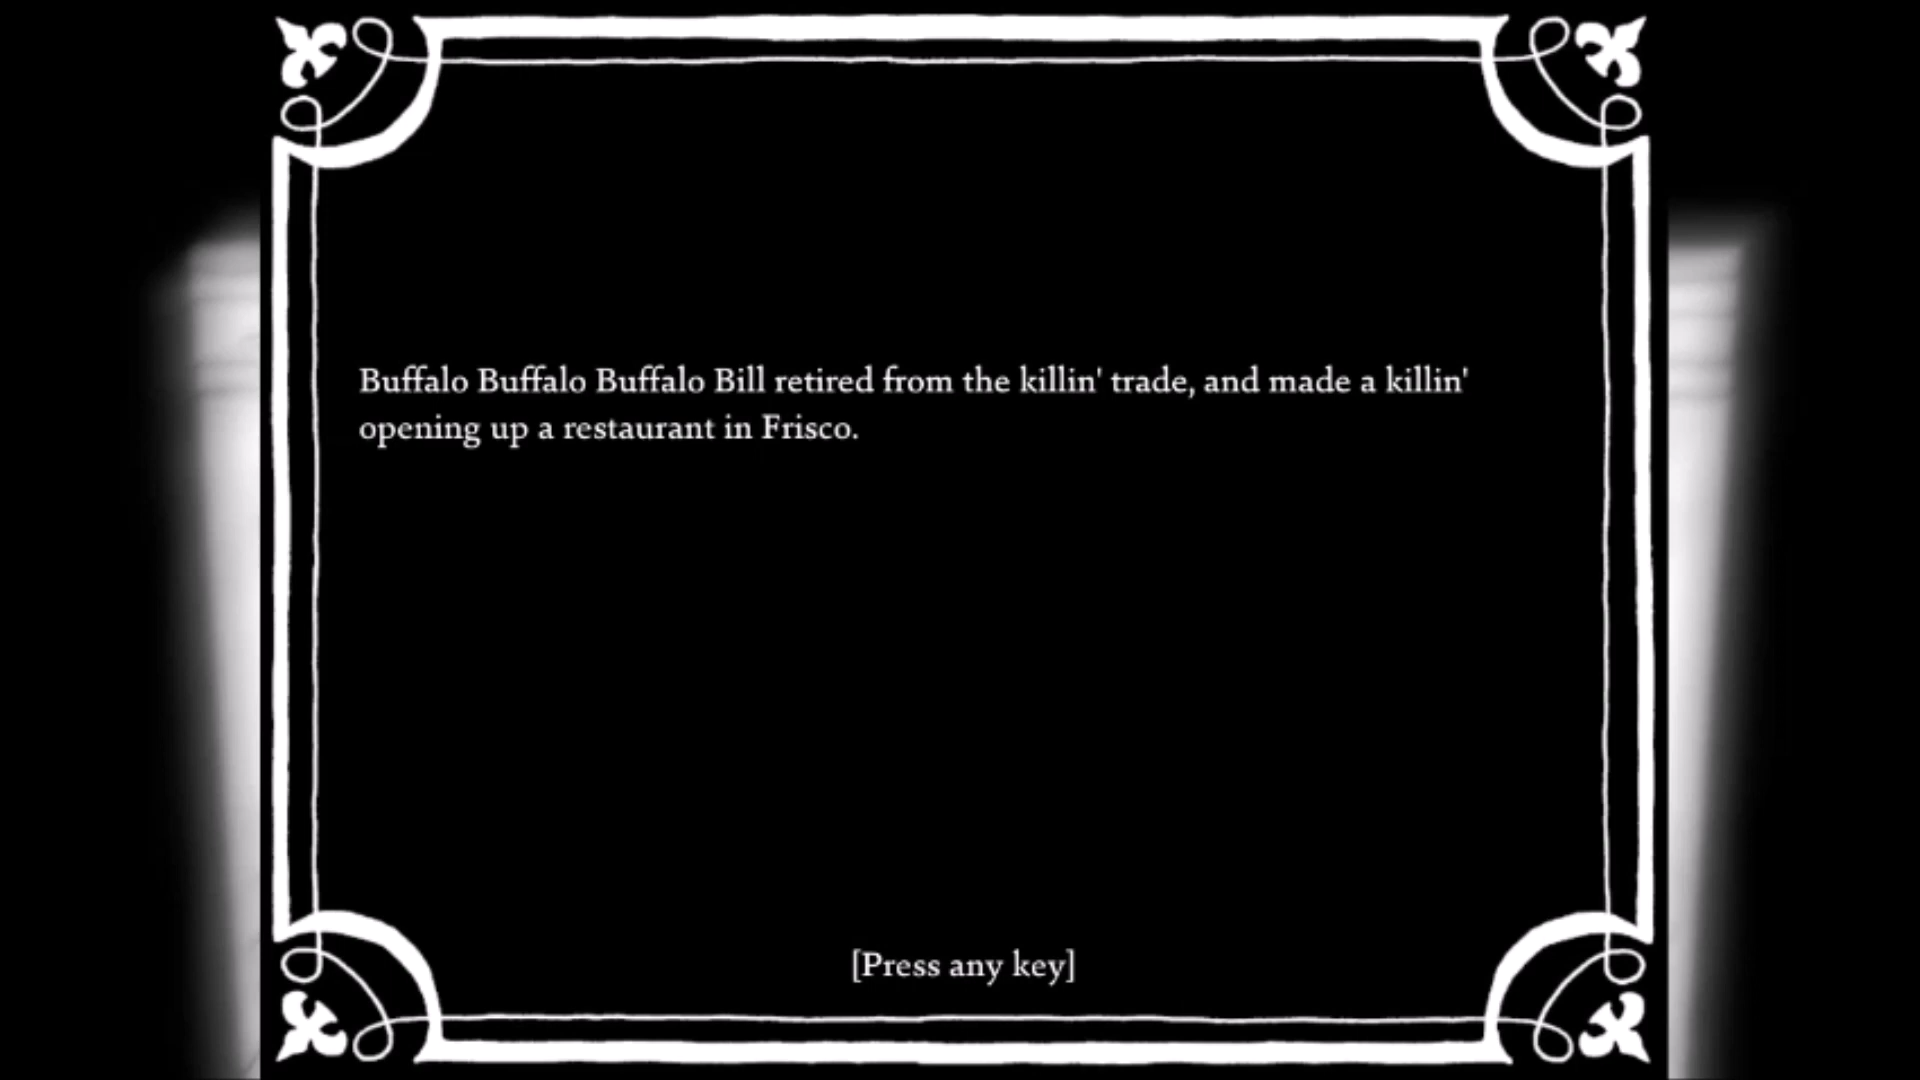 Buffalo Buffalo Buffalo Bill retired from the killin' trade, and made a killin'
opening up a restaurant in Frisco.
[Press any key]